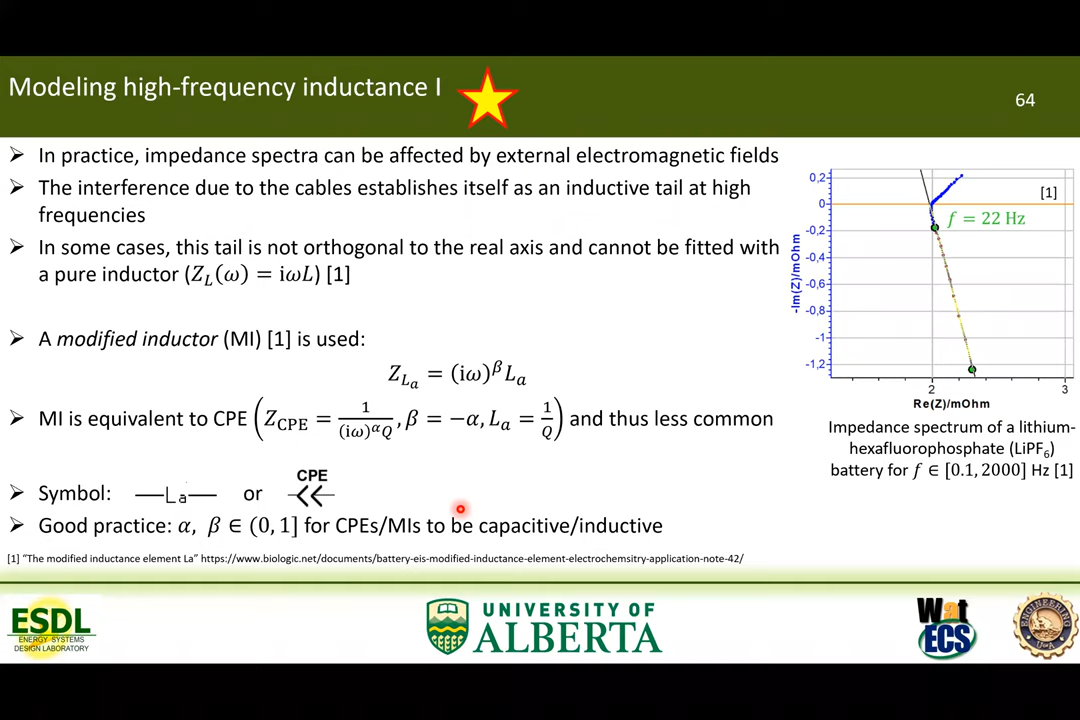 Modeling high-frequency inductance I
64
➢ In practice, impedance spectra can be affected by external electromagnetic fields
➢ The interference due to the cables establishes itself as an inductive tail at high
frequencies
➢ In some cases, this tail is not orthogonal to the real axis and cannot be fitted with
a pure inductor (Z_L(ω) = iωL) [1]
➢ A modified inductor (MI) [1] is used:
Z_{L_a} = (iω)^β L_a
➢ MI is equivalent to CPE (Z_CPE = 1/((iω)^α Q), β = −α, L_a = 1/Q) and thus less common
➢ Symbol: La or CPE
➢ Good practice: α, β ∈ (0, 1] for CPEs/MIs to be capacitive/inductive
[1] "The modified inductance element La" https://www.biologic.net/documents/battery-eis-modified-inductance-element-electrochemsitry-application-note-42/
-Im(Z)/mOhm
0,2
0
-0,2
-0,4
-0,6
-0,8
-1
-1,2
[1]
f = 22 Hz
2
3
Re(Z)/mOhm
Impedance spectrum of a lithium-
hexafluorophosphate (LiPF₆)
battery for f ∈ [0.1, 2000] Hz [1]
ESDL
ENERGY SYSTEMS
DESIGN LABORATORY
UNIVERSITY OF
ALBERTA
Wat
ECS
ENGINEERING
U of A